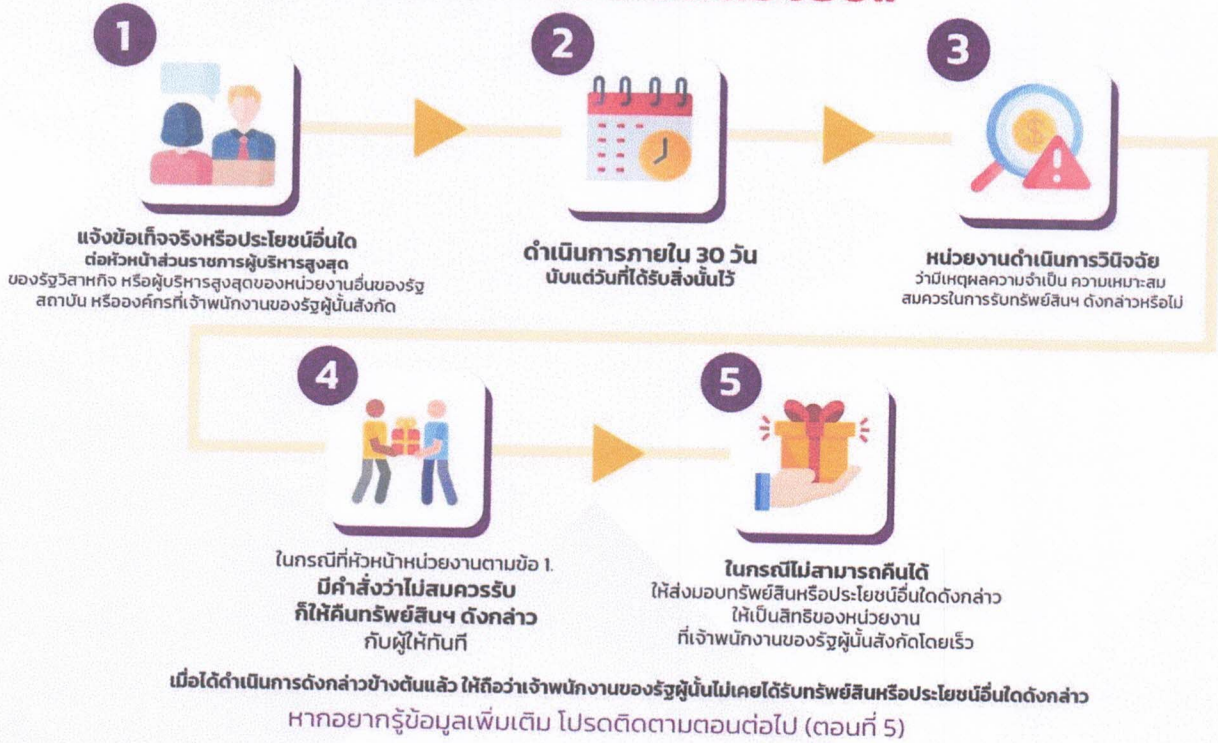 1
2
3
แจ้งข้อเท็จจริงหรือประโยชน์อื่นใด
ต่อหัวหน้าส่วนราชการผู้บริหารสูงสุด
ของรัฐวิสาหกิจ หรือผู้บริหารสูงสุดของหน่วยงานอื่นของรัฐ
สถาบัน หรือองค์กรที่เจ้าพนักงานของรัฐผู้นั้นสังกัด
ดำเนินการภายใน 30 วัน
นับแต่วันที่ได้รับสิ่งนั้นไว้
หน่วยงานดำเนินการวินิจฉัย
ว่ามีเหตุผลความจำเป็น ความเหมาะสม
สมควรในการรับทรัพย์สินฯ ดังกล่าวหรือไม่
4
5
ในกรณีที่หัวหน้าหน่วยงานตามข้อ 1.
มีคำสั่งว่าไม่สมควรรับ
ก็ให้คืนทรัพย์สินฯ ดังกล่าว
กับผู้ให้ทันที
ในกรณีไม่สามารถคืนได้
ให้ส่งมอบทรัพย์สินหรือประโยชน์อื่นใดดังกล่าว
ให้เป็นสิทธิของหน่วยงาน
ที่เจ้าพนักงานของรัฐผู้นั้นสังกัดโดยเร็ว
เมื่อได้ดำเนินการดังกล่าวข้างต้นแล้ว ให้ถือว่าเจ้าพนักงานของรัฐผู้นั้นไม่เคยได้รับทรัพย์สินหรือประโยชน์อื่นใดดังกล่าว
หากอยากรู้ข้อมูลเพิ่มเติม โปรดติดตามตอนต่อไป (ตอนที่ 5)